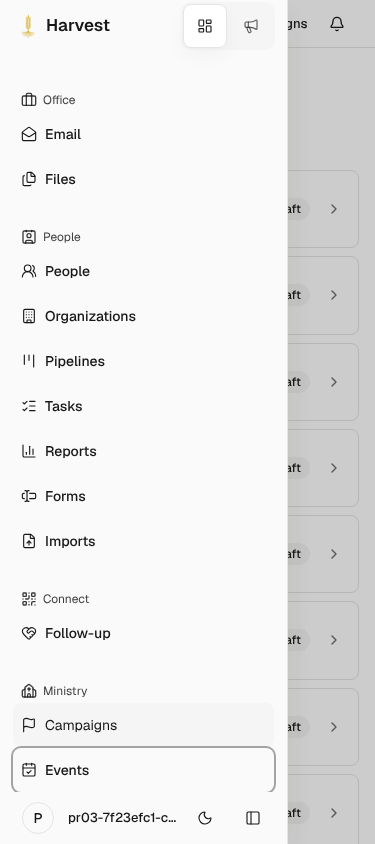 Harvest
Office
Email
Files
People
People
Organizations
Pipelines
Tasks
Reports
Forms
Imports
Connect
Follow-up
Ministry
Campaigns
Events
P
pr03-7f23efc1-c...